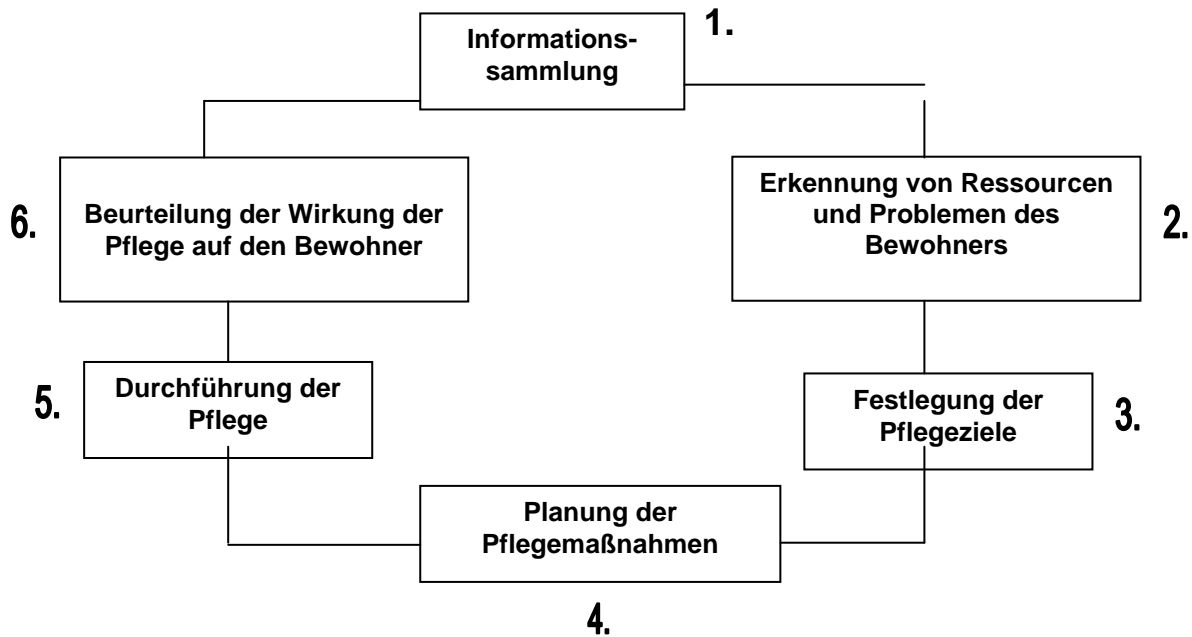 1.
Informations-
sammlung
Erkennung von Ressourcen
und Problemen des
Bewohners
2.
Festlegung der
Pflegeziele
3.
Planung der
Pflegemaßnahmen
4.
Durchführung der
Pflege
5.
Beurteilung der Wirkung der
Pflege auf den Bewohner
6.